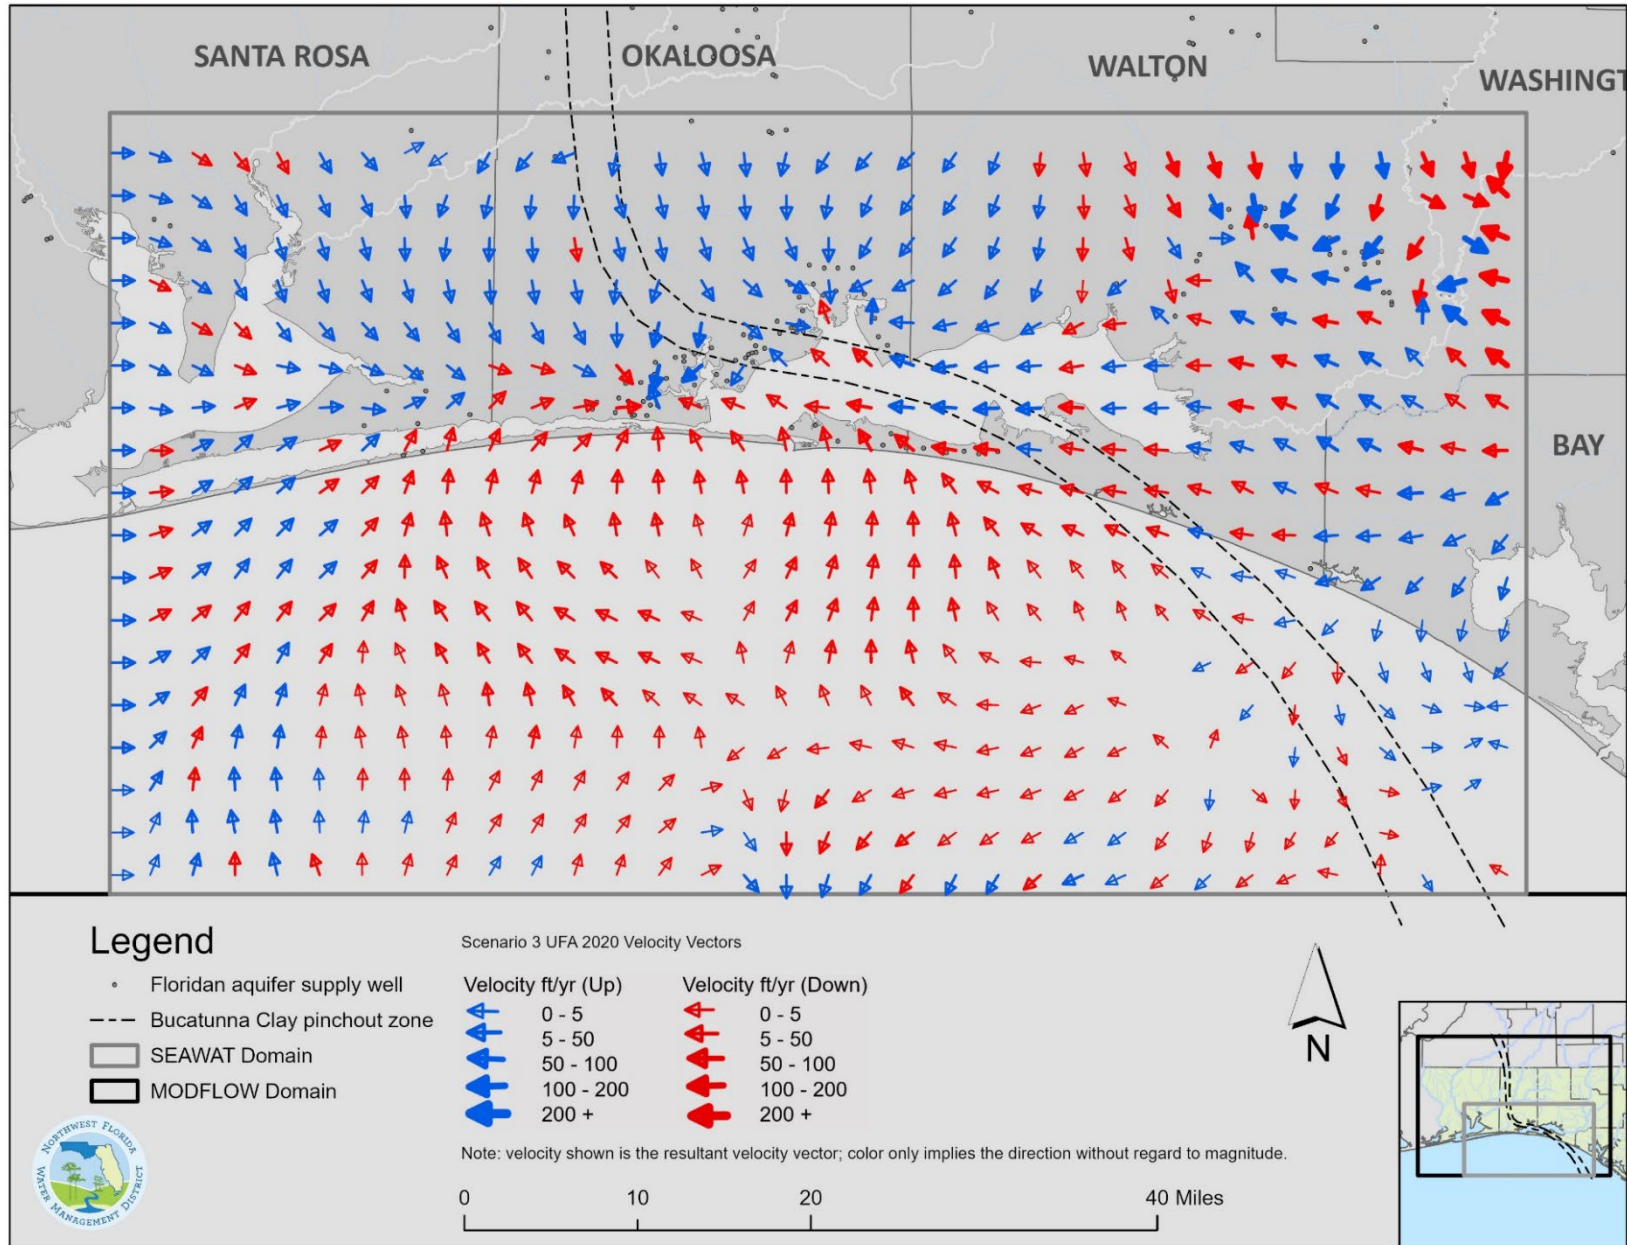 SANTA ROSA
OKALOOSA
WALTON
WASHINGT
BAY
Legend
Floridan aquifer supply well
Bucatunna Clay pinchout zone
SEAWAT Domain
MODFLOW Domain
Scenario 3 UFA 2020 Velocity Vectors
Velocity ft/yr (Up)
0 - 5
5 - 50
50 - 100
100 - 200
200 +
Velocity ft/yr (Down)
0 - 5
5 - 50
50 - 100
100 - 200
200 +
Note: velocity shown is the resultant velocity vector; color only implies the direction without regard to magnitude.
0 10 20 40 Miles
N
NORTHWEST FLORIDA
WATER MANAGEMENT DISTRICT